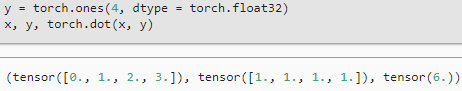 y = torch.ones(4, dtype = torch.float32)
x, y, torch.dot(x, y)
(tensor([0., 1., 2., 3.]), tensor([1., 1., 1., 1.]), tensor(6.))